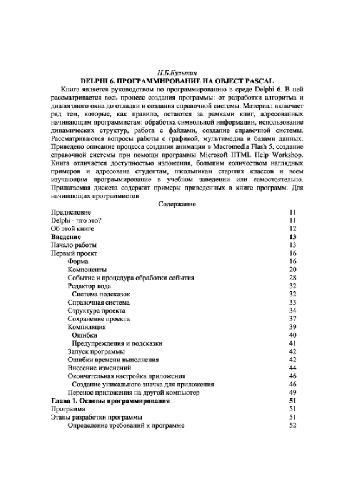 Н.Б.Культин
DELPHI 6. ПРОГРАММИРОВАНИЕ НА OBJECT PASCAL
Книга является руководством по программированию в среде Delphi 6. В ней
рассматривается весь процесс создания программы: от разработки алгоритма и
диалогового окна до отладки и создания справочной системы. Материал включает
ряд тем, которые, как правило, остаются за рамками книг, адресованных
начинающим программистам: обработка символьной информации, использование
динамических структур, работа с файлами, создание справочной системы.
Рассматриваются вопросы работы с графикой, мультимедиа и базами данных.
Приведено описание процесса создания анимации в Macromedia Flash 5, создание
справочной системы при помощи программы Microsoft HTML Help Workshop.
Книга отличается доступностью изложения, большим количеством наглядных
примеров и адресована студентам, школьникам старших классов и всем
изучающим программирование в учебном заведении или самостоятельно.
Прилагаемая дискета содержит примеры приведенных в книге программ. Для
начинающих программистов
Содержание
Предисловие 11
Delphi - что это? 11
Об этой книге 12
Введение 13
Начало работы 13
Первый проект 16
Форма 16
Компоненты 20
Событие и процедура обработки события 28
Редактор кода 32
Система подсказок 32
Справочная система 33
Структура проекта 34
Сохранение проекта 37
Компиляция 39
Ошибки 40
Предупреждения и подсказки 41
Запуск программы 42
Ошибки времени выполнения 42
Внесение изменений 44
Окончательная настройка приложения 46
Создание уникального значка для приложения 46
Перенос приложения на другой компьютер 49
Глава 1. Основы программирования 51
Программа 51
Этапы разработки программы 51
Определение требований к программе 52